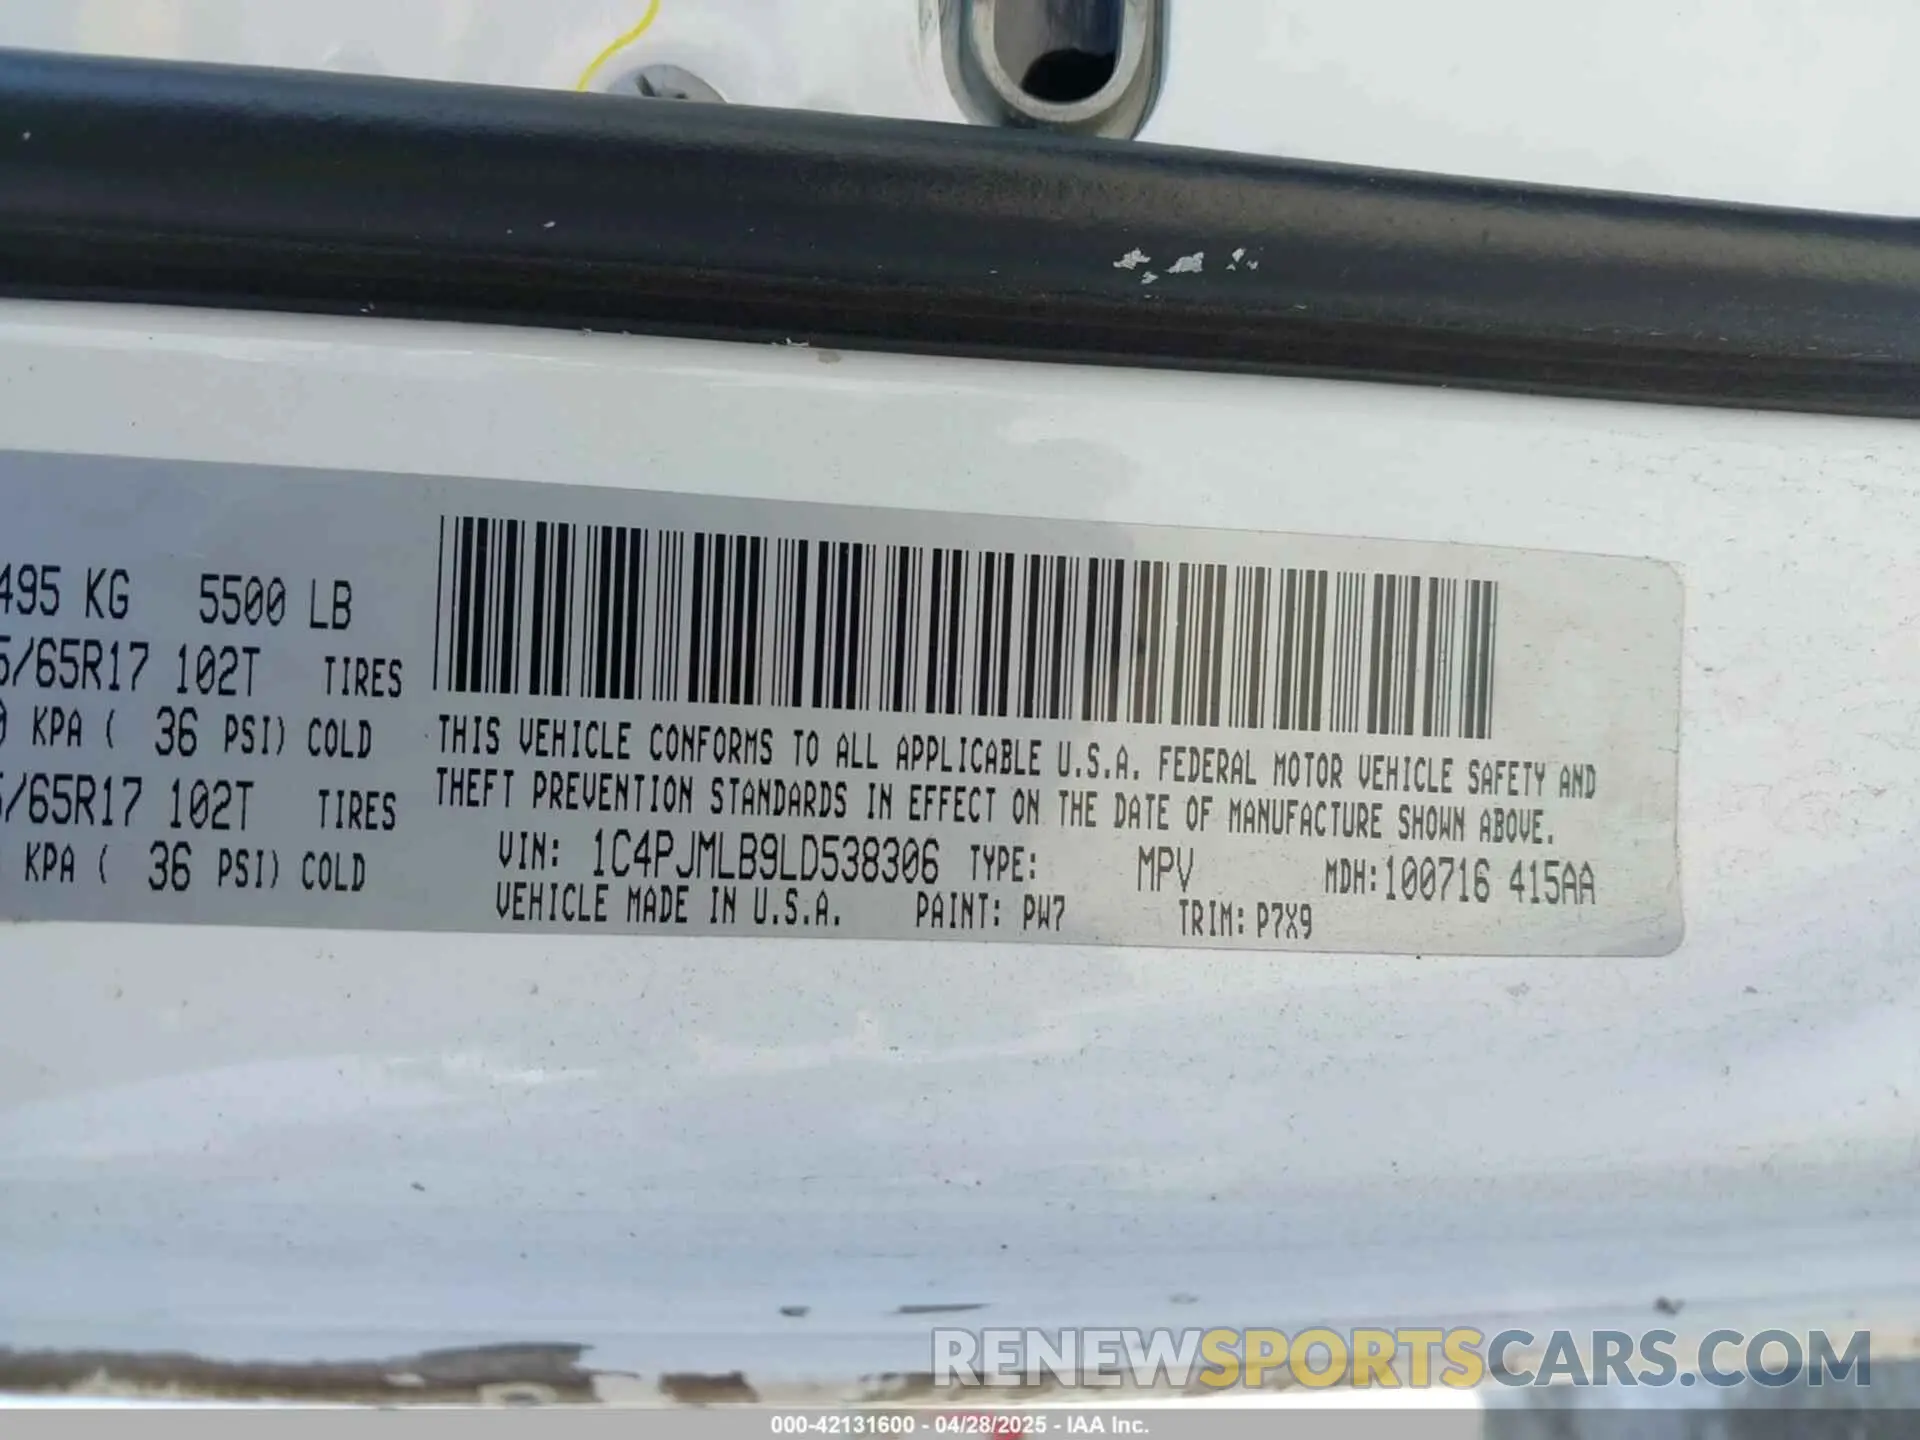 495 KG 5500 LB
5/65R17 102T TIRES
0 KPA ( 36 PSI) COLD
5/65R17 102T TIRES
KPA ( 36 PSI) COLD
THIS VEHICLE CONFORMS TO ALL APPLICABLE U.S.A. FEDERAL MOTOR VEHICLE SAFETY AND
THEFT PREVENTION STANDARDS IN EFFECT ON THE DATE OF MANUFACTURE SHOWN ABOVE.
VIN: 1C4PJMLB9LD538306 TYPE: MPV MDH:100716 415AA
VEHICLE MADE IN U.S.A. PAINT: PW7 TRIM: P7X9
RENEWSPORTSCARS.COM
000-42131600 - 04/28/2025 - IAA Inc.